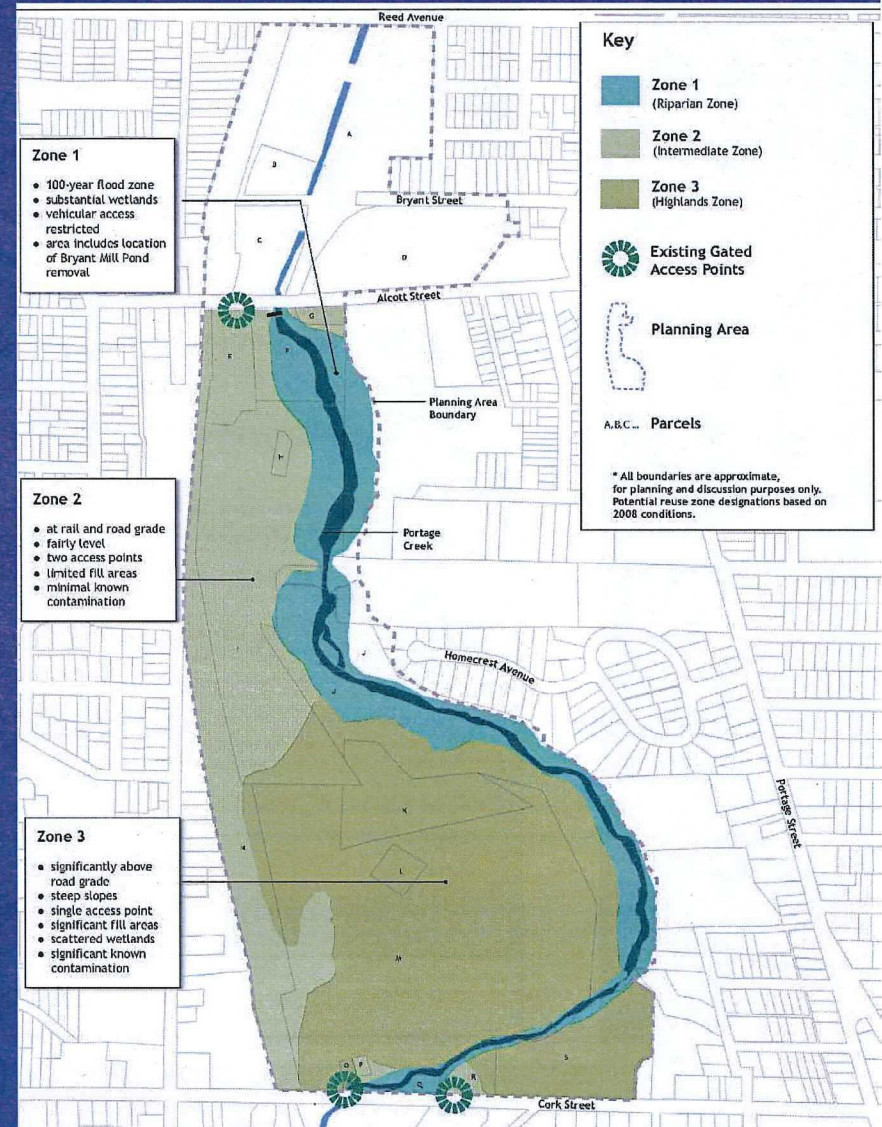 Reed Avenue
Key
Zone 1
(Riparian Zone)
Zone 2
(Intermediate Zone)
Zone 3
(Highlands Zone)
Existing Gated
Access Points
Planning Area
A,B,C... Parcels
* All boundaries are approximate,
for planning and discussion purposes only.
Potential reuse zone designations based on
2008 conditions.
Zone 1
• 100-year flood zone
• substantial wetlands
• vehicular access
restricted
• area includes location
of Bryant Mill Pond
removal
A
B
Bryant Street
C
D
Alcott Street
G
E
F
Planning Area
Boundary
H
Zone 2
• at rail and road grade
• fairly level
• two access points
• limited fill areas
• minimal known
contamination
Portage
Creek
I
J
J
Homecrest Avenue
Portage Street
Zone 3
• significantly above
road grade
• steep slopes
• single access point
• significant fill areas
• scattered wetlands
• significant known
contamination
K
L
N
M
O
P
Q
R
S
Cork Street